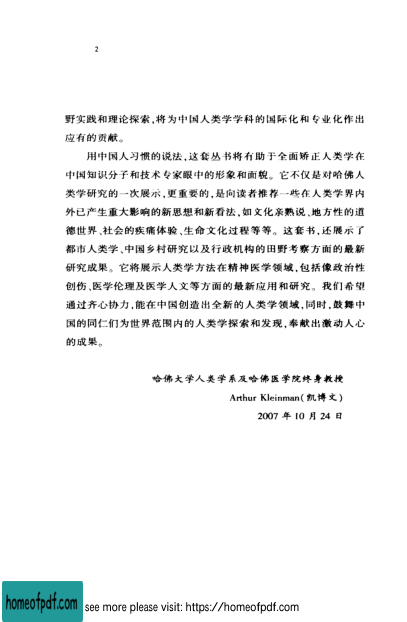 2
野实践和理论探索,将为中国人类学学科的国际化和专业化作出
应有的贡献。
用中国人习惯的说法,这套丛书将有助于全面矫正人类学在
中国知识分子和技术专家眼中的形象和面貌。它不仅是对哈佛人
类学研究的一次展示,更重要的,是向读者推荐一些在人类学界内
外已产生重大影响的新思想和新看法,如文化亲熟说、地方性的道
德世界、社会的疾痛体验、生命文化过程等等。这套书,还展示了
都市人类学、中国乡村研究以及行政机构的田野考察方面的最新
研究成果。它将展示人类学方法在精神医学领域,包括像政治性
创伤、医学伦理及医学人文等方面的最新应用和研究。我们希望
通过齐心协力,能在中国创造出全新的人类学领域,同时,鼓舞中
国的同仁们为世界范围内的人类学探索和发现,奉献出激动人心
的成果。
哈佛大学人类学系及哈佛医学院终身教授
Arthur Kleinman(凯博文)
2007 年 10 月 24 日
homeofpdf.com
see more please visit: https://homeofpdf.com